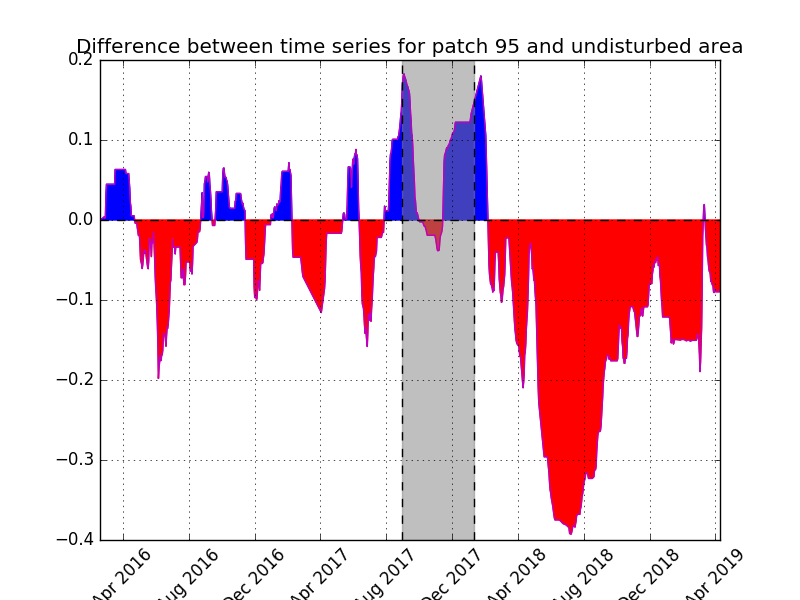 Difference between time series for patch 95 and undisturbed area
0.2
0.1
0.0
−0.1
−0.2
−0.3
−0.4
Apr 2016
Aug 2016
Dec 2016
Apr 2017
Aug 2017
Dec 2017
Apr 2018
Aug 2018
Dec 2018
Apr 2019